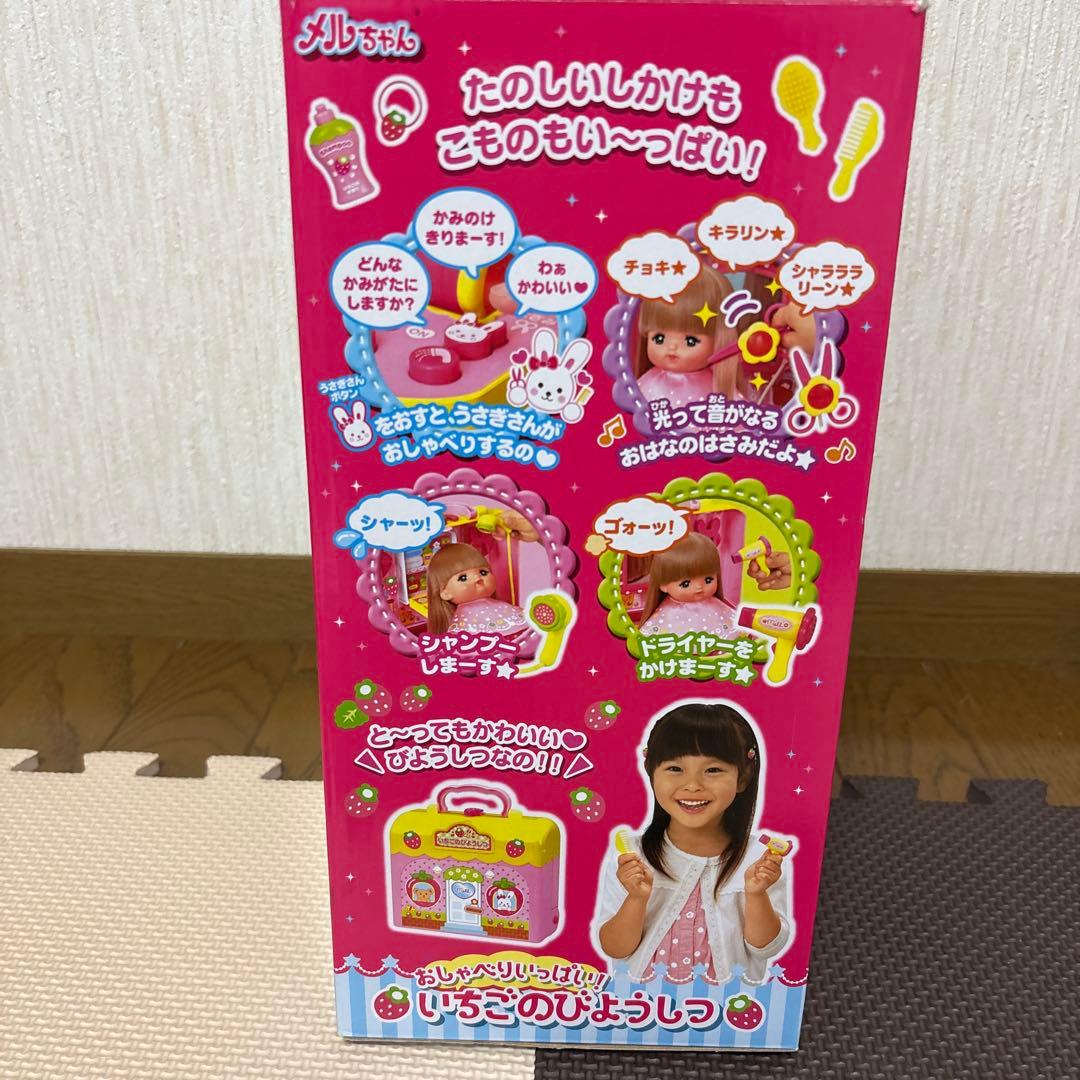 メルちゃん
たのしいしかけも
こものもい〜っぱい!
かみのけ
きりまーす!
どんな
かみがたに
しますか?
わぁ
かわいい♥
ON
うさぎさん
ボタン
をおすと、うさぎさんが
おしゃべりするの♥
キラリン★
チョキ★
シャラララ
リーン★
ひか おと
光って音がなる
おはなのはさみだよ★
シャーッ!
シャンプー
しまーす★
ゴォーッ!
ドライヤーを
かけまーす★
と〜ってもかわいい♥
びようしつなの!!
いちごのびようしつ
おしゃべりいっぱい!
いちごのびようしつ